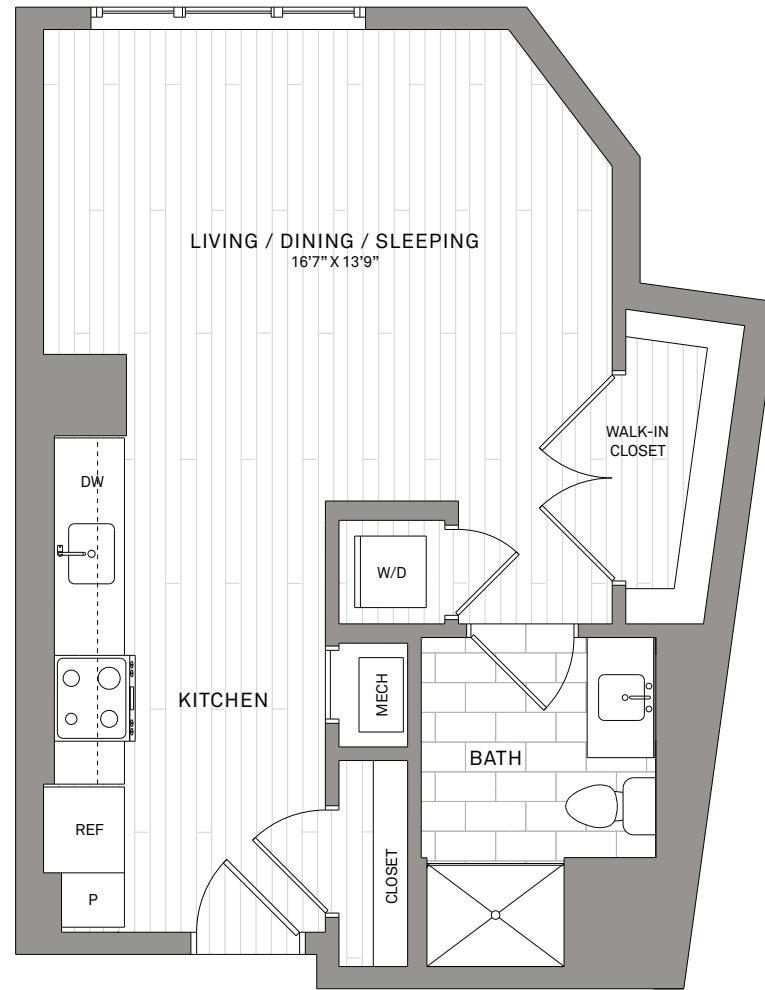 LIVING / DINING / SLEEPING
16'7" X 13'9"
WALK-IN
CLOSET
DW
W/D
MECH
KITCHEN
BATH
REF
CLOSET
P